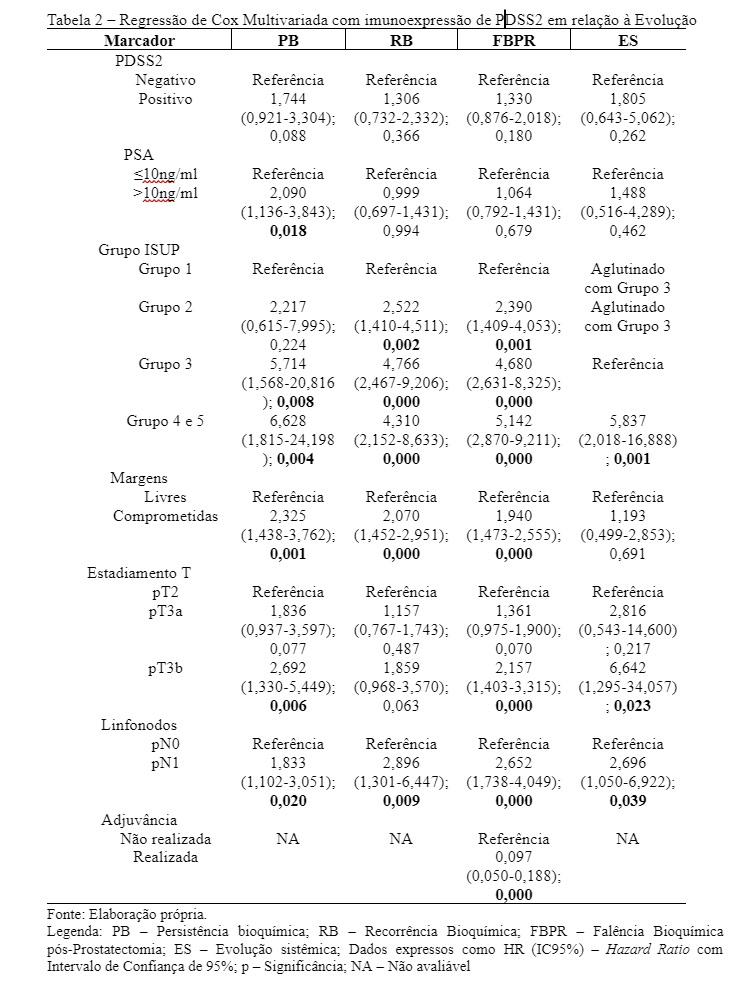 Tabela 2 – Regressão de Cox Multivariada com imunoexpressão de PDSS2 em relação à Evolução
Marcador PB RB FBPR ES
PDSS2
Negativo Referência Referência Referência Referência
Positivo 1,744 1,306 1,330 1,805
(0,921-3,304); (0,732-2,332); (0,876-2,018); (0,643-5,062);
0,088 0,366 0,180 0,262
PSA
≤10ng/ml Referência Referência Referência Referência
>10ng/ml 2,090 0,999 1,064 1,488
(1,136-3,843); (0,697-1,431); (0,792-1,431); (0,516-4,289);
0,018 0,994 0,679 0,462
Grupo ISUP
Grupo 1 Referência Referência Referência Aglutinado
com Grupo 3
Grupo 2 2,217 2,522 2,390 Aglutinado
(0,615-7,995); (1,410-4,511); (1,409-4,053); com Grupo 3
0,224 0,002 0,001
Grupo 3 5,714 4,766 4,680 Referência
(1,568-20,816 (2,467-9,206); (2,631-8,325);
); 0,008 0,000 0,000
Grupo 4 e 5 6,628 4,310 5,142 5,837
(1,815-24,198 (2,152-8,633); (2,870-9,211); (2,018-16,888)
); 0,004 0,000 0,000 ; 0,001
Margens
Livres Referência Referência Referência Referência
Comprometidas 2,325 2,070 1,940 1,193
(1,438-3,762); (1,452-2,951); (1,473-2,555); (0,499-2,853);
0,001 0,000 0,000 0,691
Estadiamento T
pT2 Referência Referência Referência Referência
pT3a 1,836 1,157 1,361 2,816
(0,937-3,597); (0,767-1,743); (0,975-1,900); (0,543-14,600)
0,077 0,487 0,070 ; 0,217
pT3b 2,692 1,859 2,157 6,642
(1,330-5,449); (0,968-3,570); (1,403-3,315); (1,295-34,057)
0,006 0,063 0,000 ; 0,023
Linfonodos
pN0 Referência Referência Referência Referência
pN1 1,833 2,896 2,652 2,696
(1,102-3,051); (1,301-6,447); (1,738-4,049); (1,050-6,922);
0,020 0,009 0,000 0,039
Adjuvância
Não realizada NA NA Referência NA
Realizada 0,097
(0,050-0,188);
0,000
Fonte: Elaboração própria.
Legenda: PB – Persistência bioquímica; RB – Recorrência Bioquímica; FBPR – Falência Bioquímica
pós-Prostatectomia; ES – Evolução sistêmica; Dados expressos como HR (IC95%) – Hazard Ratio com
Intervalo de Confiança de 95%; p – Significância; NA – Não avaliável